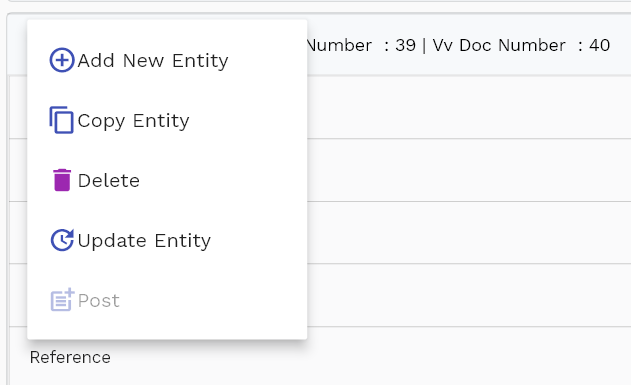 Number : 39 | Vv Doc Number : 40
Add New Entity
Copy Entity
Delete
Update Entity
Post
Reference